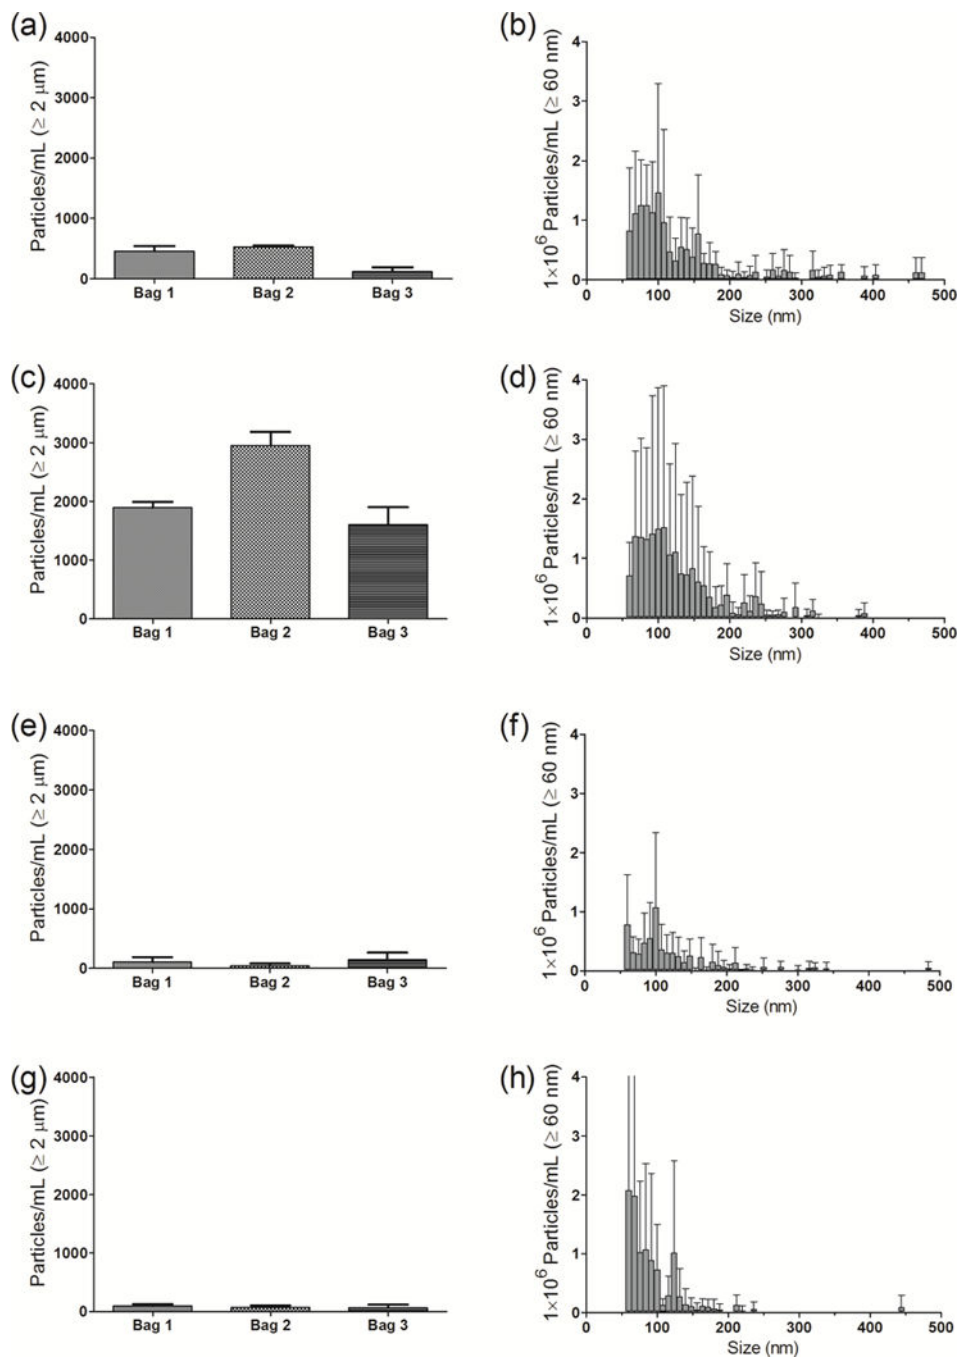 (a)
Particles/mL (≥ 2 μm)
4000
3000
2000
1000
0
Bag 1 Bag 2 Bag 3
(b)
1×10⁶ Particles/mL (≥ 60 nm)
4
3
2
1
0
0 100 200 300 400 500
Size (nm)
(c)
Particles/mL (≥ 2 μm)
4000
3000
2000
1000
0
Bag 1 Bag 2 Bag 3
(d)
1×10⁶ Particles/mL (≥ 60 nm)
4
3
2
1
0
0 100 200 300 400 500
Size (nm)
(e)
Particles/mL (≥ 2 μm)
4000
3000
2000
1000
0
Bag 1 Bag 2 Bag 3
(f)
1×10⁶ Particles/mL (≥ 60 nm)
4
3
2
1
0
0 100 200 300 400 500
Size (nm)
(g)
Particles/mL (≥ 2 μm)
4000
3000
2000
1000
0
Bag 1 Bag 2 Bag 3
(h)
1×10⁶ Particles/mL (≥ 60 nm)
4
3
2
1
0
0 100 200 300 400 500
Size (nm)